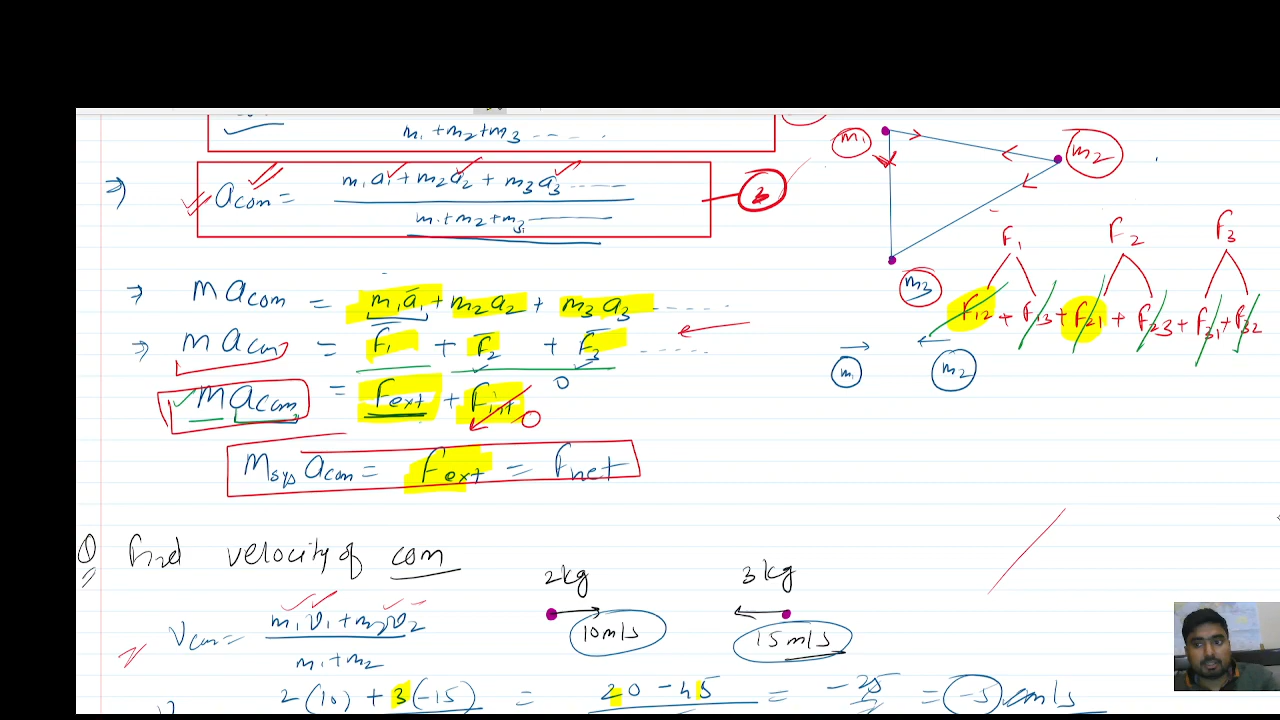 m1+m2+m3 .....
⇒ acom = m1a1+m2a2 + m3a3 ......
m1+m2+m3
→ macom = m1a1 + m2a2 + m3a3 .....
→ macom = F1 + F2 + F3 .....
macom = Fext + Fint 0
0
Msys acom = Fext = Fnet
m1
m2
m3
F1 F2 F3
F12 + F13 + F21 + F23 + F31 + F32
→ ←
m1 m2
Q find velocity of com
2kg 3kg
10m/s 15m/s
Vcom = m1v1+m2v2
m1+m2
2(10) + 3(-15) = 20 - 45 = -25 = -5 m/s